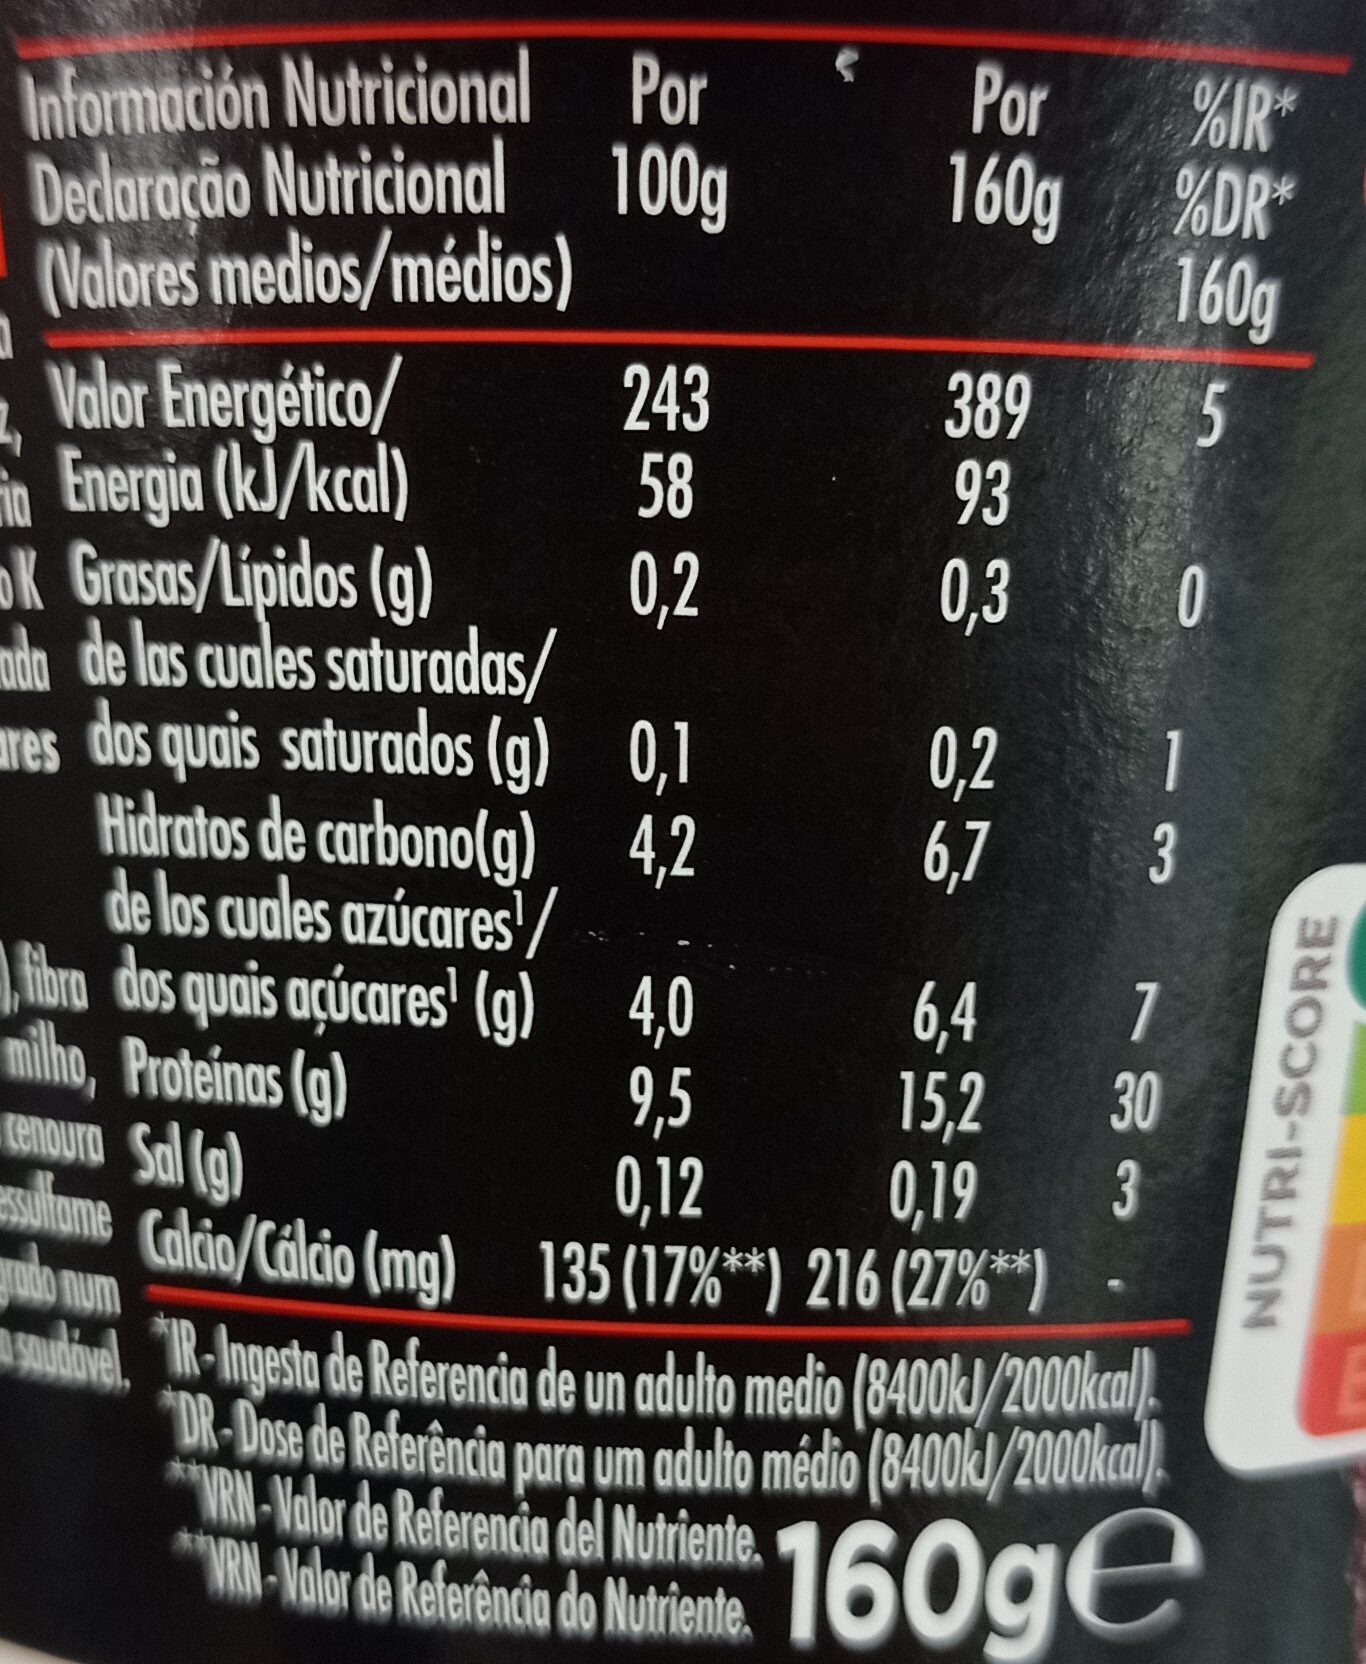 Información Nutricional Por Por %IR*
Declaração Nutricional 100g 160g %DR*
(Valores medios/médios) 160g
Valor Energético/ 243 389 5
Energia (kJ/kcal) 58 93
Grasas/Lípidos (g) 0,2 0,3 0
de las cuales saturadas/
dos quais saturados (g) 0,1 0,2 1
Hidratos de carbono(g) 4,2 6,7 3
de los cuales azúcares¹/
fibra dos quais açúcares¹ (g) 4,0 6,4 7
milho, Proteínas (g) 9,5 15,2 30
cenoura Sal (g) 0,12 0,19 3
Calcio/Cálcio (mg) 135 (17%**) 216 (27%**) -
num
saudável.
*IR-Ingesta de Referencia de un adulto medio (8400kJ/2000kcal).
*DR-Dose de Referência para um adulto médio (8400kJ/2000kcal).
**VRN-Valor de Referencia del Nutriente.
**VRN-Valor de Referência do Nutriente.
160g e
NUTRI-SCORE